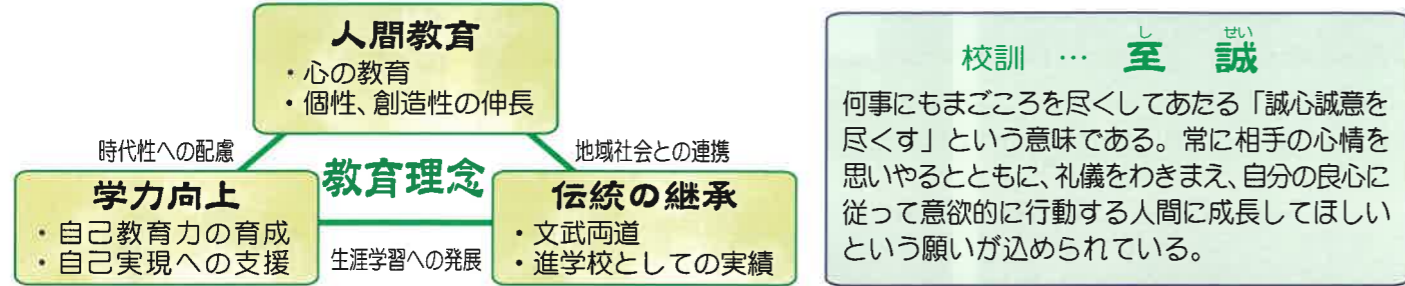 人間教育
・心の教育
・個性、創造性の伸長
時代性への配慮
地域社会との連携
教育理念
学力向上
・自己教育力の育成
・自己実現への支援
生涯学習への発展
伝統の継承
・文武両道
・進学校としての実績
し せい
校訓 … 至 誠
何事にもまごころを尽くしてあたる「誠心誠意を
尽くす」という意味である。常に相手の心情を
思いやるとともに、礼儀をわきまえ、自分の良心に
従って意欲的に行動する人間に成長してほしい
という願いが込められている。